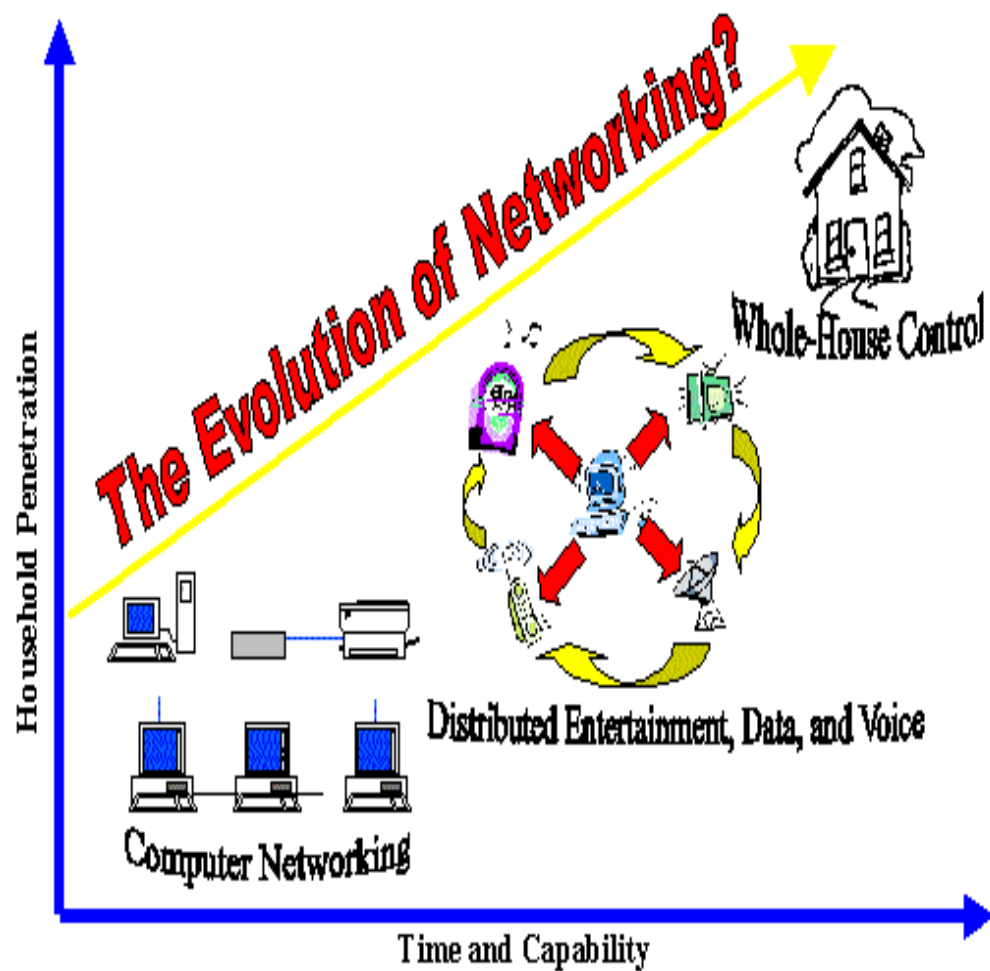 The Evolution of Networking?
Whole-House Control
Household Penetration
Distributed Entertainment, Data, and Voice
Computer Networking
Time and Capability